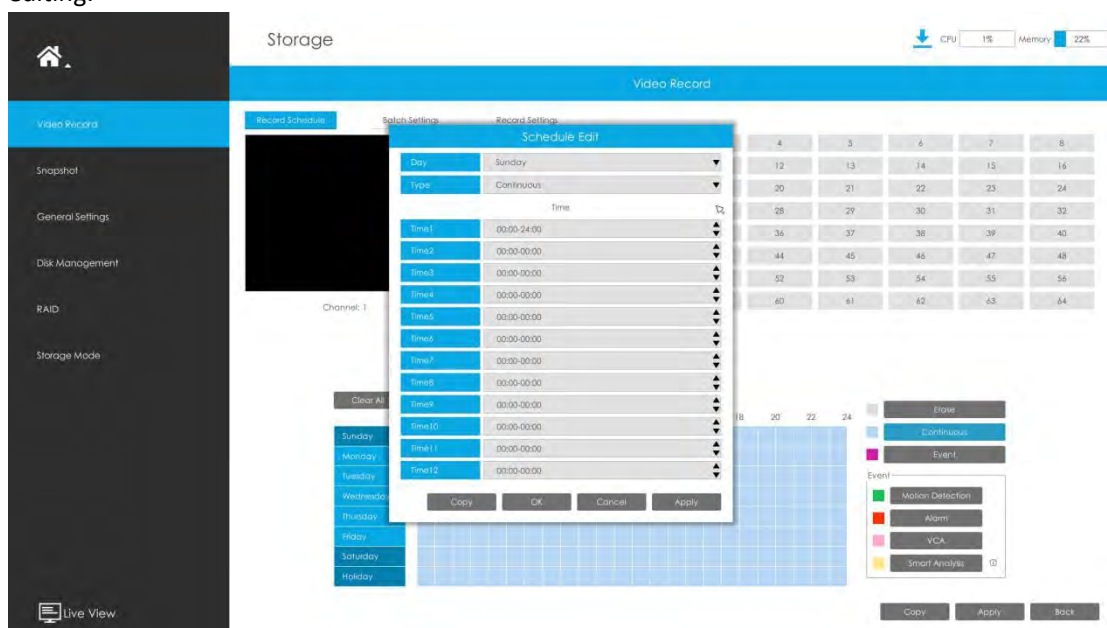 editing.
Storage
CPU 1% Memory 22%
Video Record
Video Record
Snapshot
General Settings
Disk Management
RAID
Storage Mode
Live View
Record Schedule Batch Settings Record Settings
4 5 6 7 8
12 13 14 15 16
20 21 22 23 24
28 29 30 31 32
36 37 38 39 40
44 45 46 47 48
52 53 54 55 56
60 61 62 63 64
Channel: 1
Schedule Edit
Day Sunday
Type Continuous
Time
Time1 00:00-24:00
Time2 00:00-00:00
Time3 00:00-00:00
Time4 00:00-00:00
Time5 00:00-00:00
Time6 00:00-00:00
Time7 00:00-00:00
Time8 00:00-00:00
Time9 00:00-00:00
Time10 00:00-00:00
Time11 00:00-00:00
Time12 00:00-00:00
Copy OK Cancel Apply
Clear All
18 20 22 24
Sunday
Monday
Tuesday
Wednesday
Thursday
Friday
Saturday
Holiday
Erase
Continuous
Event
Event
Motion Detection
Alarm
VCA
Smart Analysis
Copy Apply Back